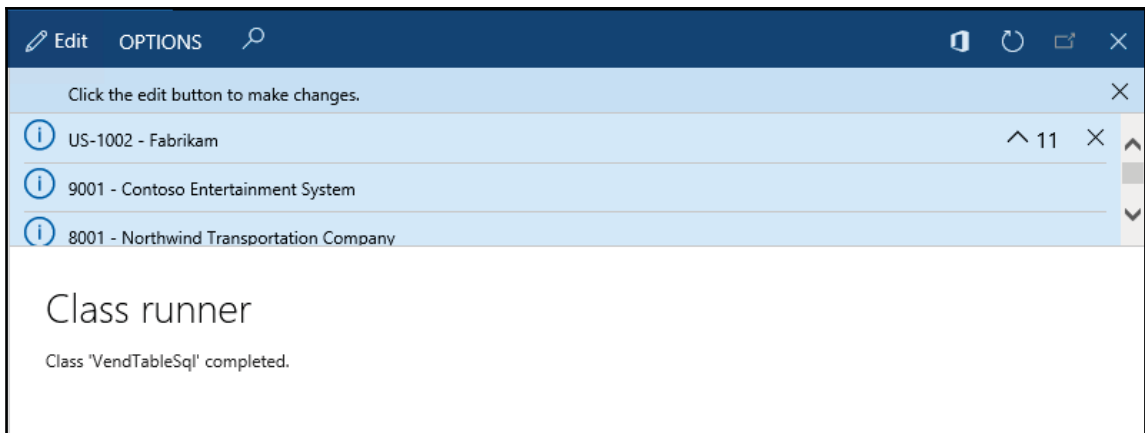 Edit OPTIONS
Click the edit button to make changes.
US-1002 - Fabrikam 11
9001 - Contoso Entertainment System
8001 - Northwind Transportation Company
Class runner
Class 'VendTableSql' completed.